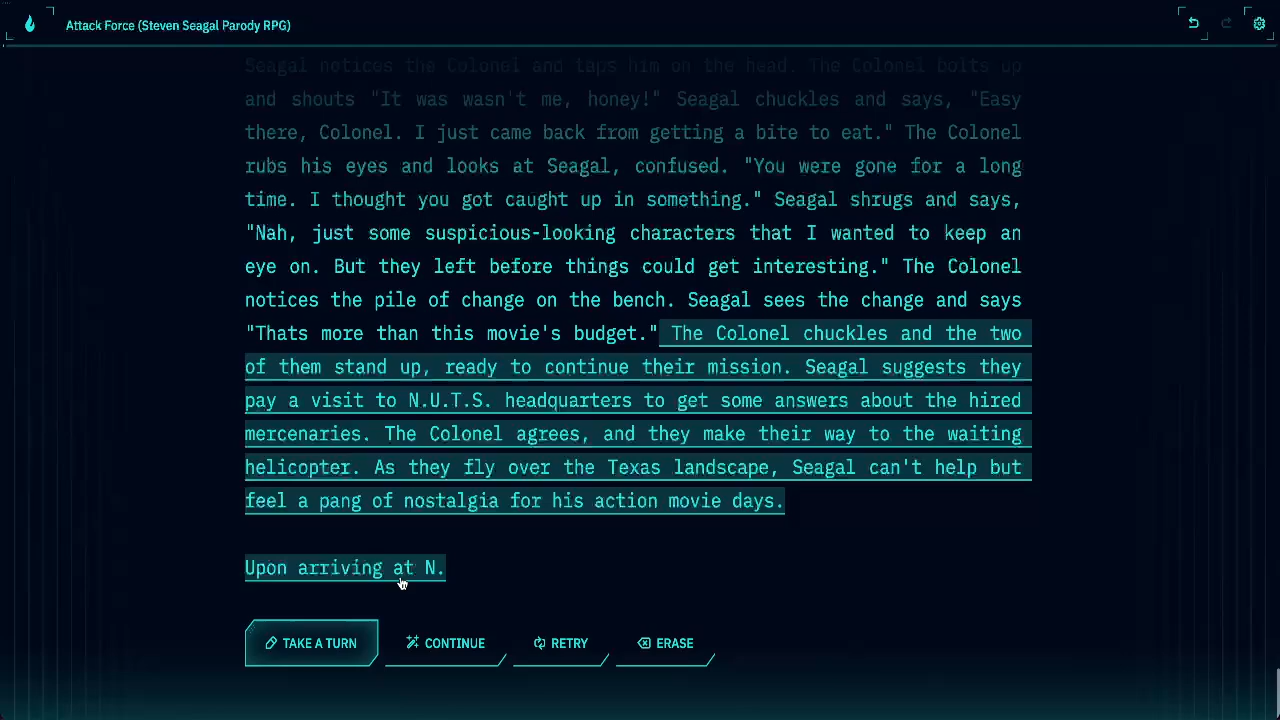 Attack Force (Steven Seagal Parody RPG)
Seagal notices the Colonel and taps him on the head. The Colonel bolts up
and shouts "It was wasn't me, honey!" Seagal chuckles and says, "Easy
there, Colonel. I just came back from getting a bite to eat." The Colonel
rubs his eyes and looks at Seagal, confused. "You were gone for a long
time. I thought you got caught up in something." Seagal shrugs and says,
"Nah, just some suspicious-looking characters that I wanted to keep an
eye on. But they left before things could get interesting." The Colonel
notices the pile of change on the bench. Seagal sees the change and says
"Thats more than this movie's budget." The Colonel chuckles and the two
of them stand up, ready to continue their mission. Seagal suggests they
pay a visit to N.U.T.S. headquarters to get some answers about the hired
mercenaries. The Colonel agrees, and they make their way to the waiting
helicopter. As they fly over the Texas landscape, Seagal can't help but
feel a pang of nostalgia for his action movie days.
Upon arriving at N.
TAKE A TURN CONTINUE RETRY ERASE